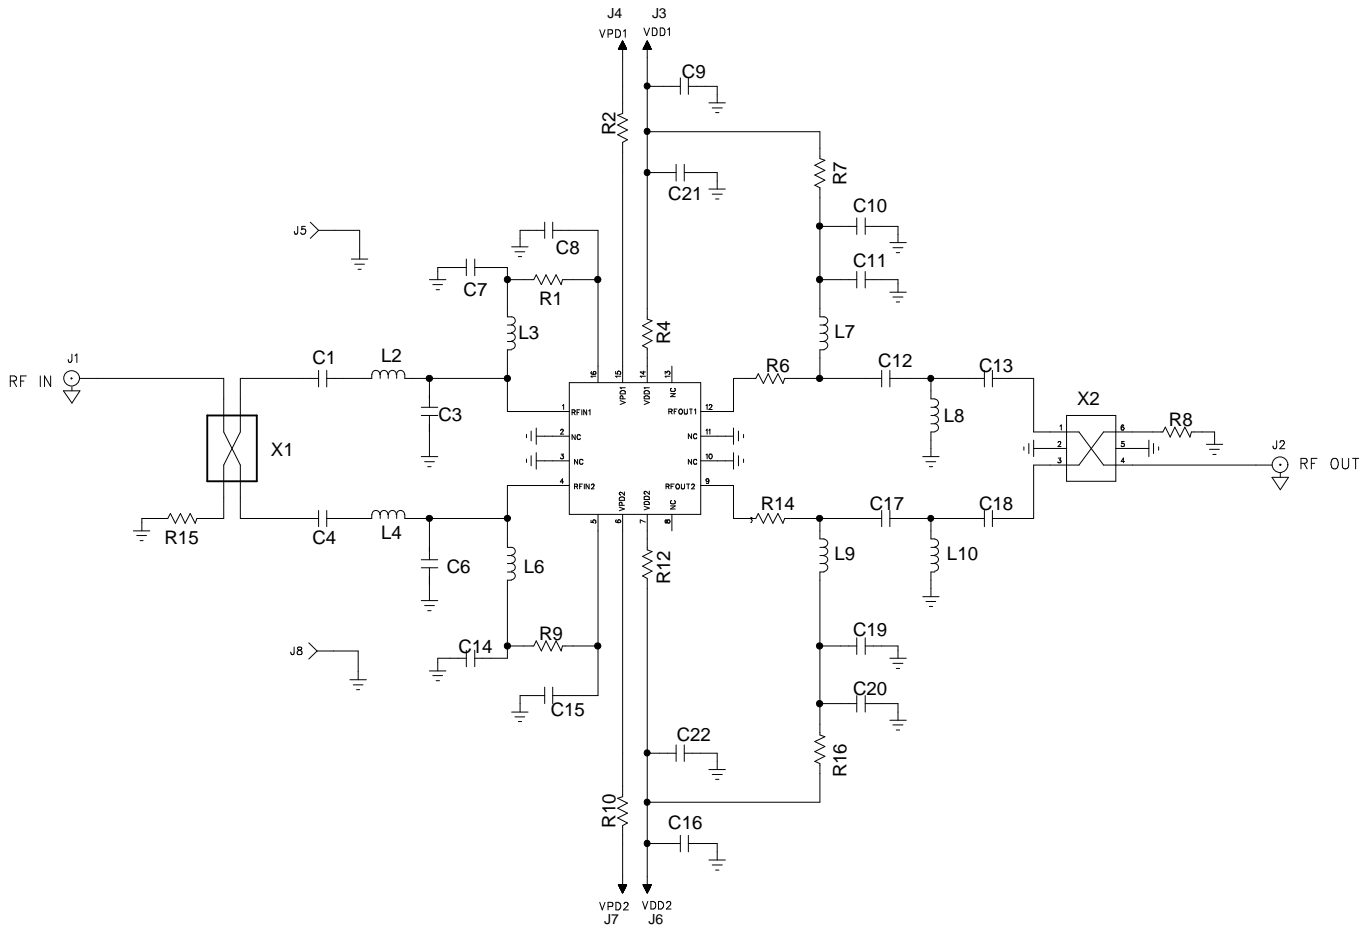 J4 J3
VPD1 VDD1
C9
R2
C21
R7
C10
J5
C8
C11
C7
R1
L3
R4
L7
J1
RF IN
C1 L2
C12 C13
R6
16 15 14 13
VPD1 VDD1 NC
C3
L8
X2
1 RFIN1
RFOUT1 12
2 NC
NC 11
3 NC
NC 10
4 RFIN2
RFOUT2 9
VPD2 VDD2 NC
5 6 7 8
X1
1 6
2 5
3 4
R8
J2
RF OUT
R15
C4 L4
R14
C17 C18
C6
L6
R12
L9
L10
J8
C14
R9
C19
C15
C20
C22
R16
R10
C16
VPD2 VDD2
J7 J6